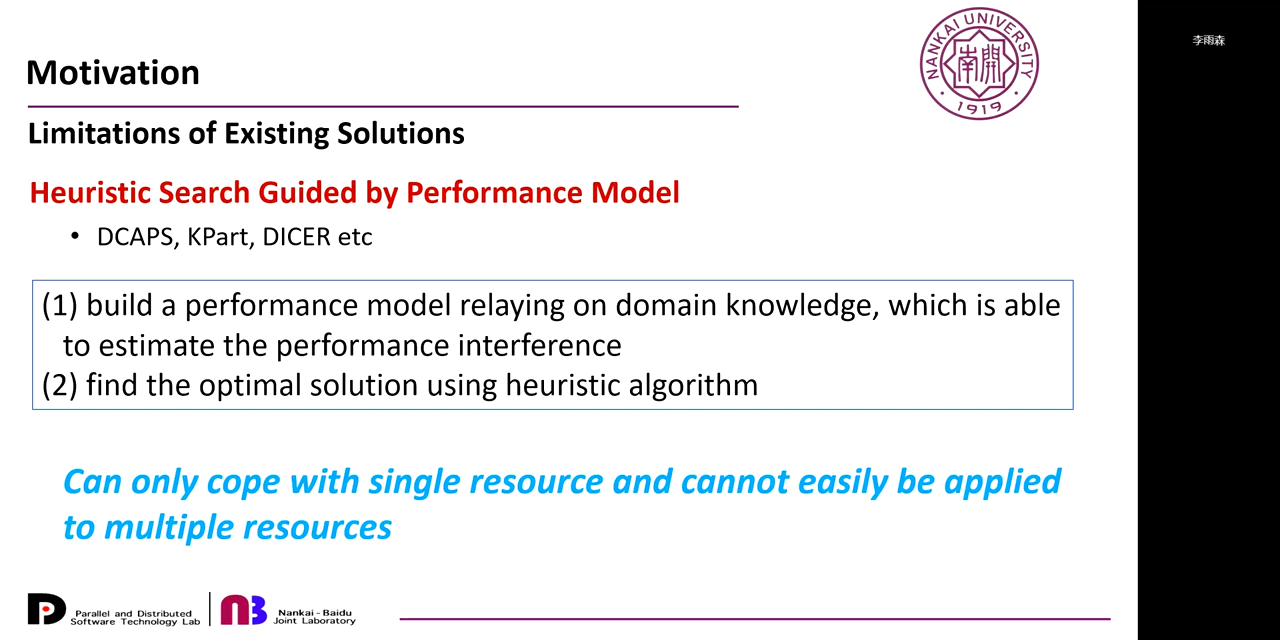 Motivation
NANKAI UNIVERSITY
南開
1919
李雨森
Limitations of Existing Solutions
Heuristic Search Guided by Performance Model
• DCAPS, KPart, DICER etc
(1) build a performance model relaying on domain knowledge, which is able
to estimate the performance interference
(2) find the optimal solution using heuristic algorithm
Can only cope with single resource and cannot easily be applied
to multiple resources
Parallel and Distributed
Software Technology Lab
Nankai-Baidu
Joint Laboratory